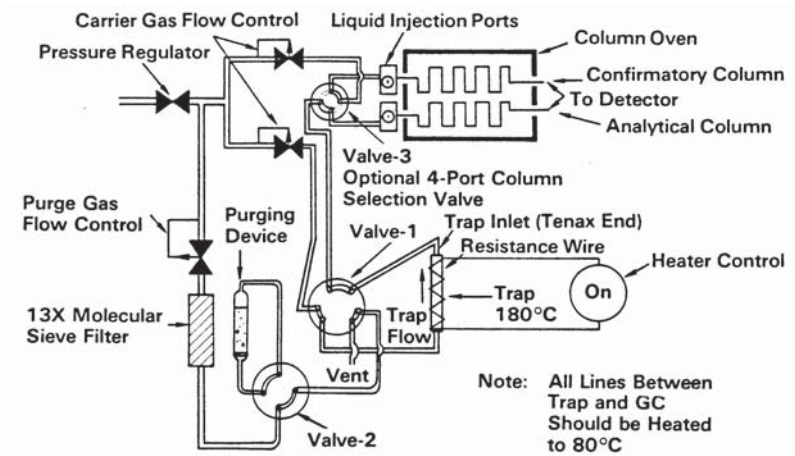 Carrier Gas Flow Control
Liquid Injection Ports
Pressure Regulator
Column Oven
Confirmatory Column
To Detector
Analytical Column
Valve-3
Optional 4-Port Column
Selection Valve
Purge Gas
Flow Control
Purging
Device
Valve-1
Trap Inlet (Tenax End)
Resistance Wire
Heater Control
On
Trap
180°C
Trap
Flow
13X Molecular
Sieve Filter
Vent
Valve-2
Note: All Lines Between
Trap and GC
Should be Heated
to 80°C